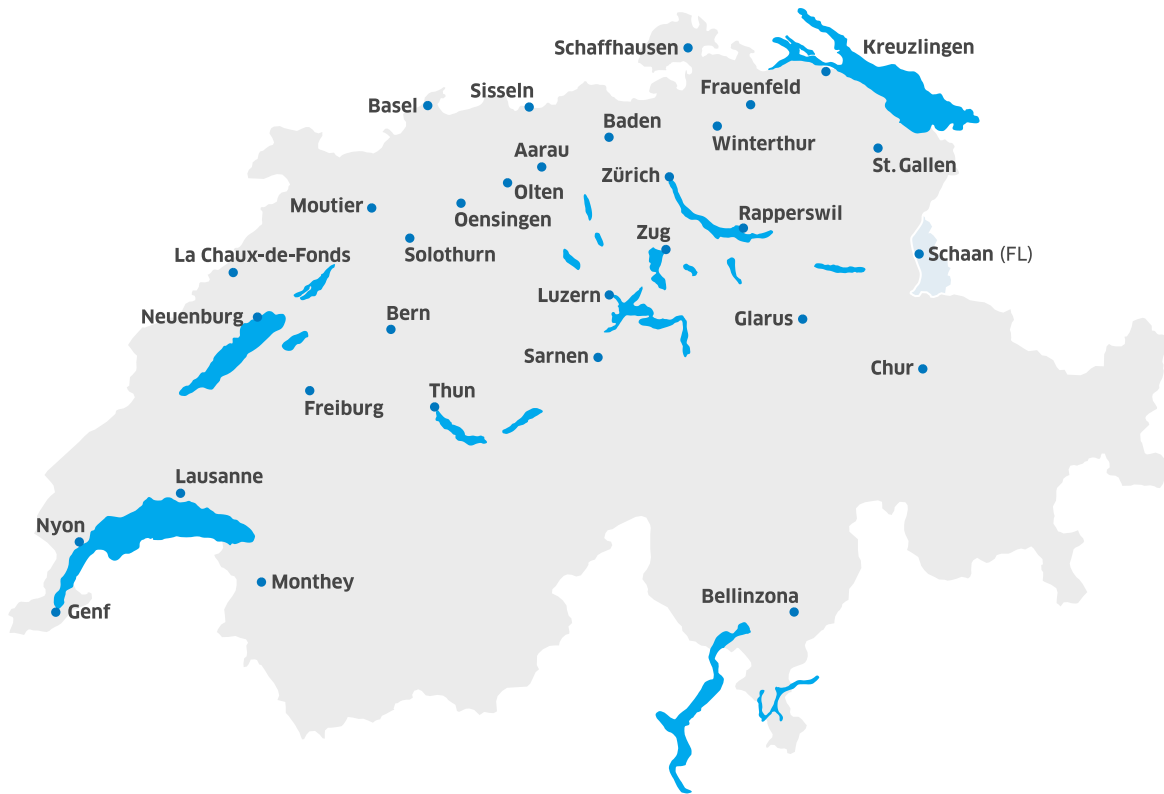 Schaffhausen
Kreuzlingen
Sisseln
Frauenfeld
Basel
Baden
Winterthur
Aarau
St. Gallen
Zürich
Olten
Moutier
Oensingen
Rapperswil
Zug
La Chaux-de-Fonds
Solothurn
Schaan (FL)
Luzern
Neuenburg
Bern
Glarus
Sarnen
Chur
Thun
Freiburg
Lausanne
Nyon
Monthey
Bellinzona
Genf